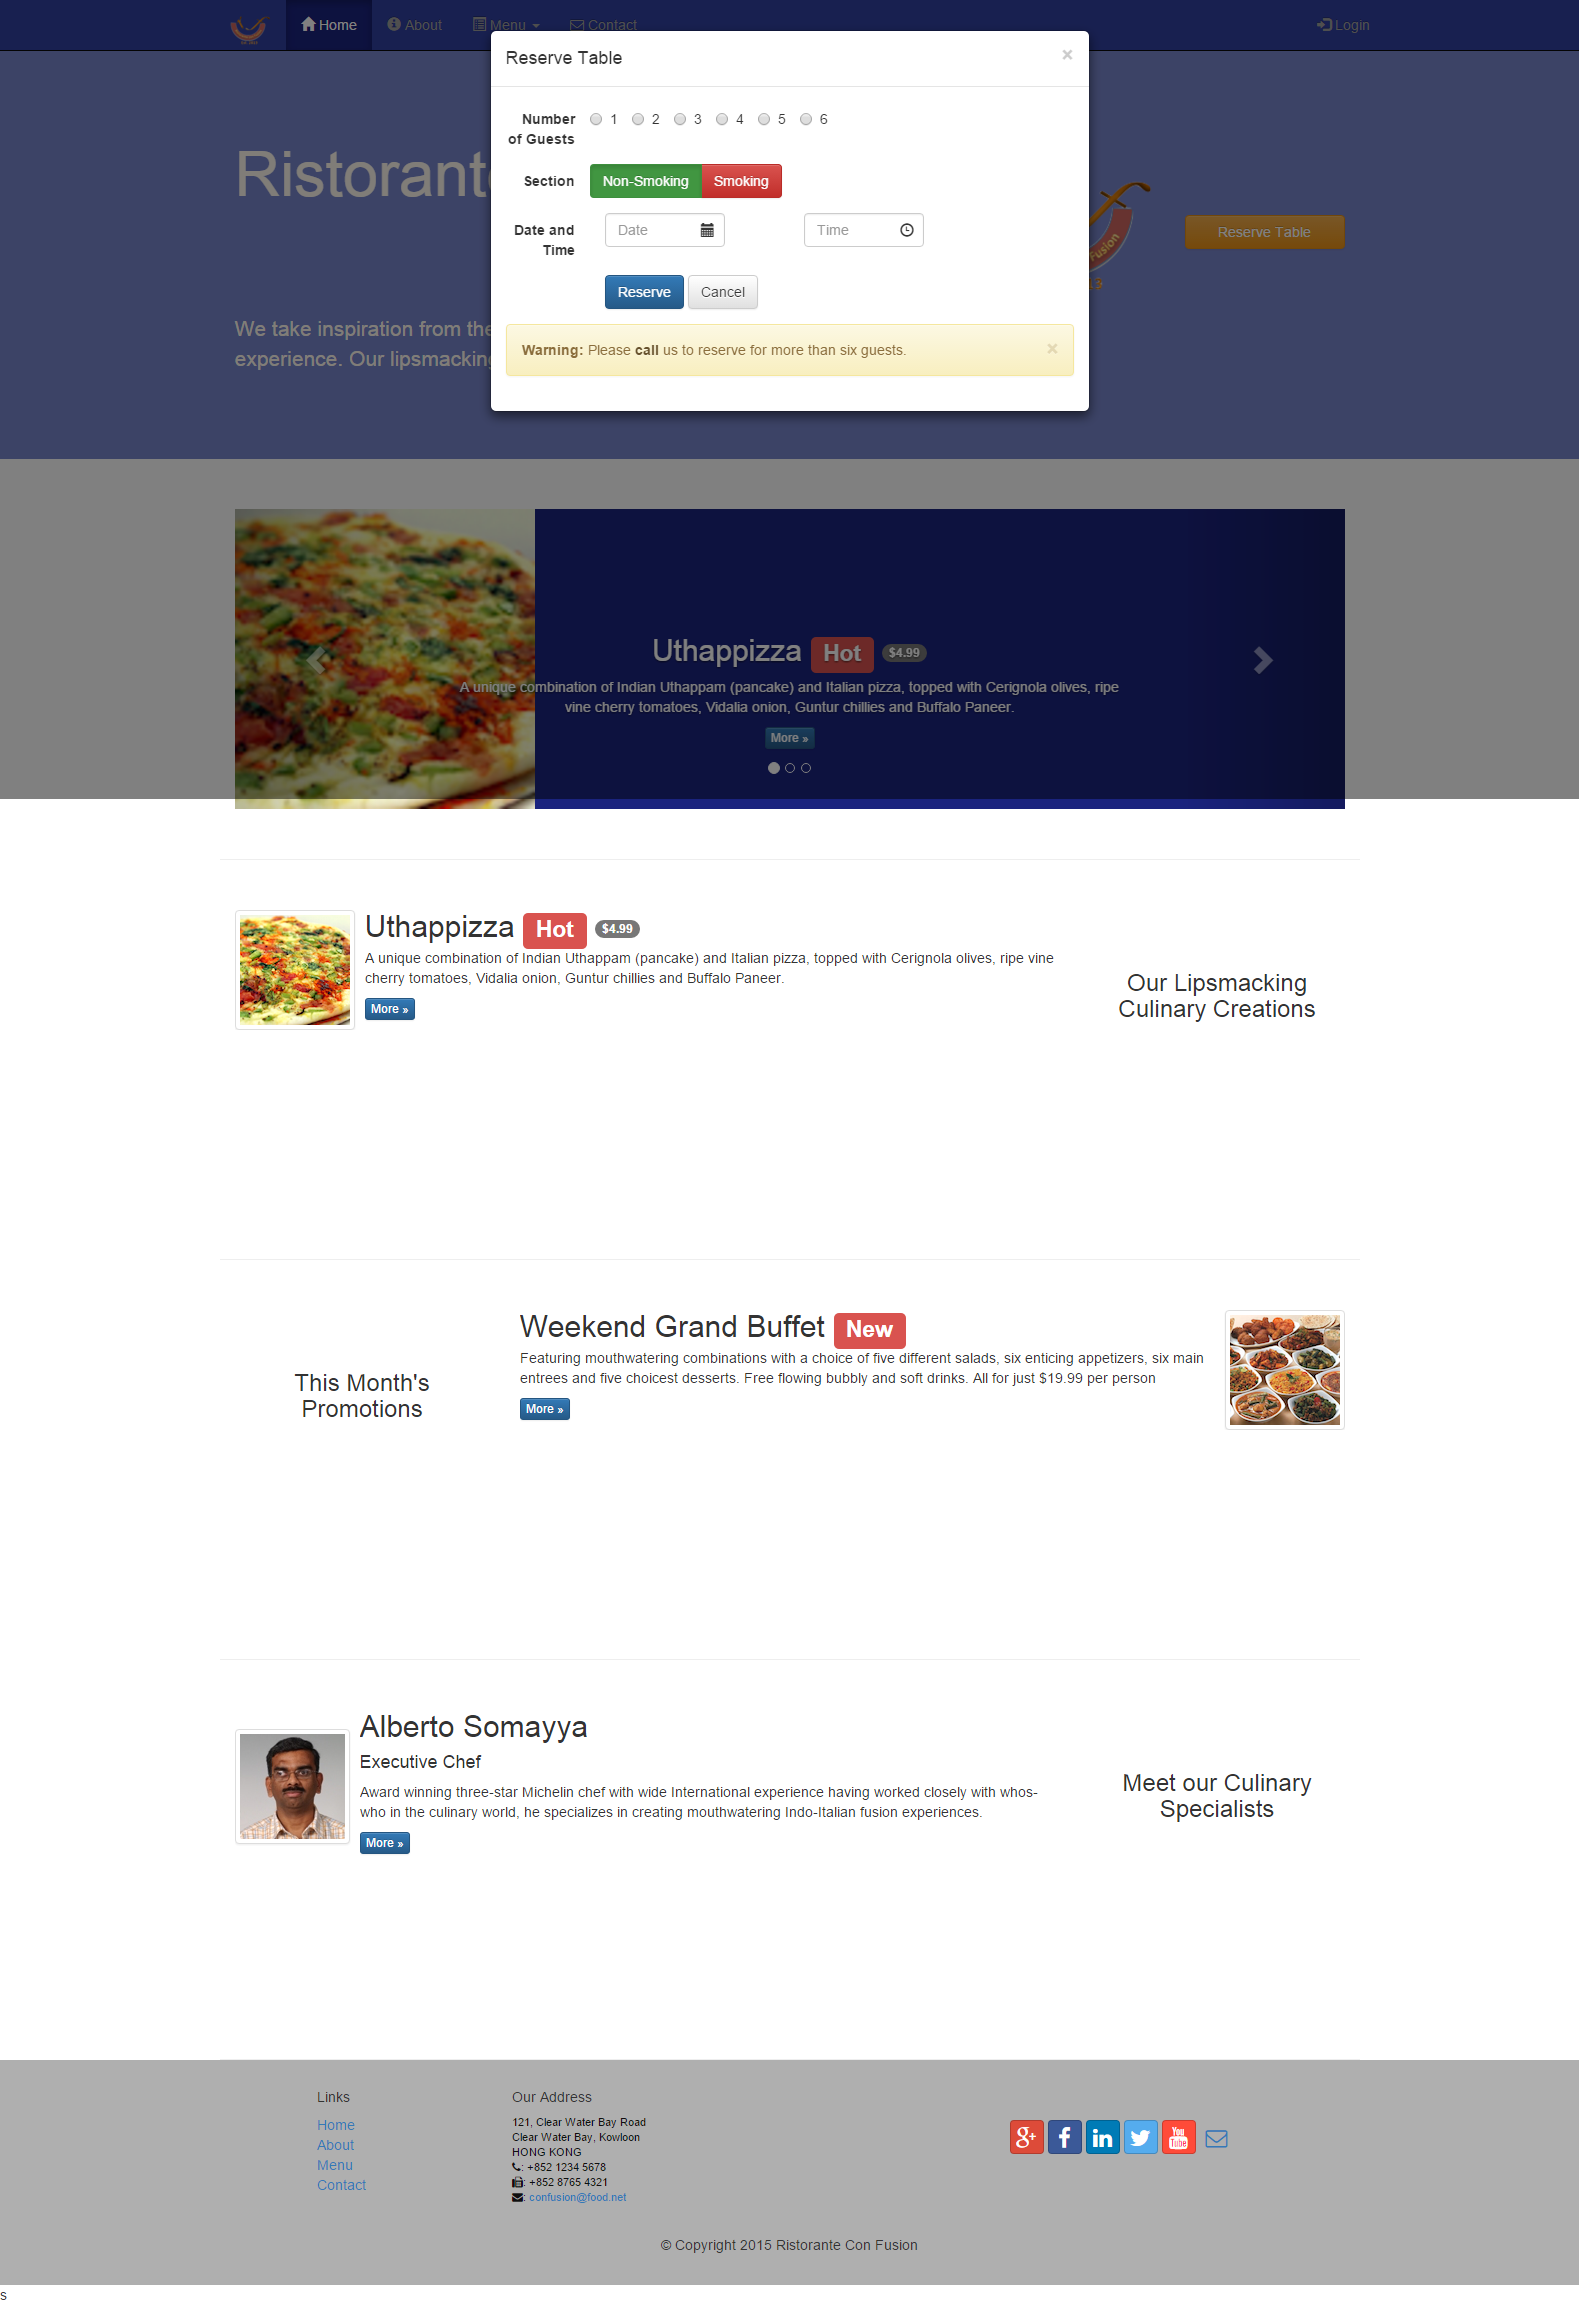 Home About Menu Contact Login
Reserve Table ×
Number of Guests
1 2 3 4 5 6
Section Non-Smoking Smoking
Date and Time
Date Time
Reserve Cancel
Warning: Please call us to reserve for more than six guests. ×
Ristorant
Fusion
Reserve Table
We take inspiration from the
experience. Our lipsmacking
Uthappizza Hot $4.99
A unique combination of Indian Uthappam (pancake) and Italian pizza, topped with Cerignola olives, ripe
vine cherry tomatoes, Vidalia onion, Guntur chillies and Buffalo Paneer.
More »
Uthappizza Hot $4.99
A unique combination of Indian Uthappam (pancake) and Italian pizza, topped with Cerignola olives, ripe vine
cherry tomatoes, Vidalia onion, Guntur chillies and Buffalo Paneer.
More »
Our Lipsmacking
Culinary Creations
This Month's
Promotions
Weekend Grand Buffet New
Featuring mouthwatering combinations with a choice of five different salads, six enticing appetizers, six main
entrees and five choicest desserts. Free flowing bubbly and soft drinks. All for just $19.99 per person
More »
Alberto Somayya
Executive Chef
Award winning three-star Michelin chef with wide International experience having worked closely with whos-
who in the culinary world, he specializes in creating mouthwatering Indo-Italian fusion experiences.
More »
Meet our Culinary
Specialists
Links
Home
About
Menu
Contact
Our Address
121, Clear Water Bay Road
Clear Water Bay, Kowloon
HONG KONG
: +852 1234 5678
: +852 8765 4321
: confusion@food.net
g+ f in You Tube
© Copyright 2015 Ristorante Con Fusion
s